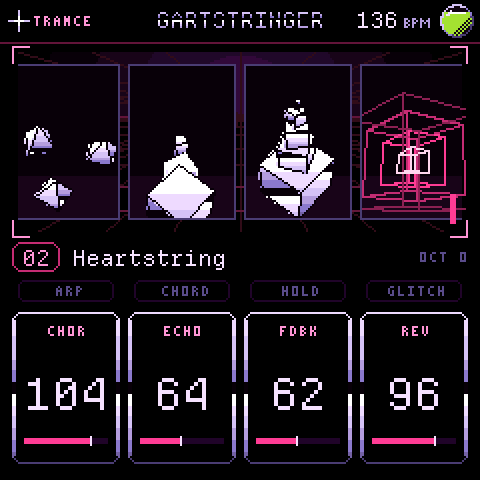 TRANCE GARTSTRINGER 136 BPM
02 Heartstring OCT 0
ARP CHORD HOLD GLITCH
CHOR ECHO FDBK REV
104 64 62 96